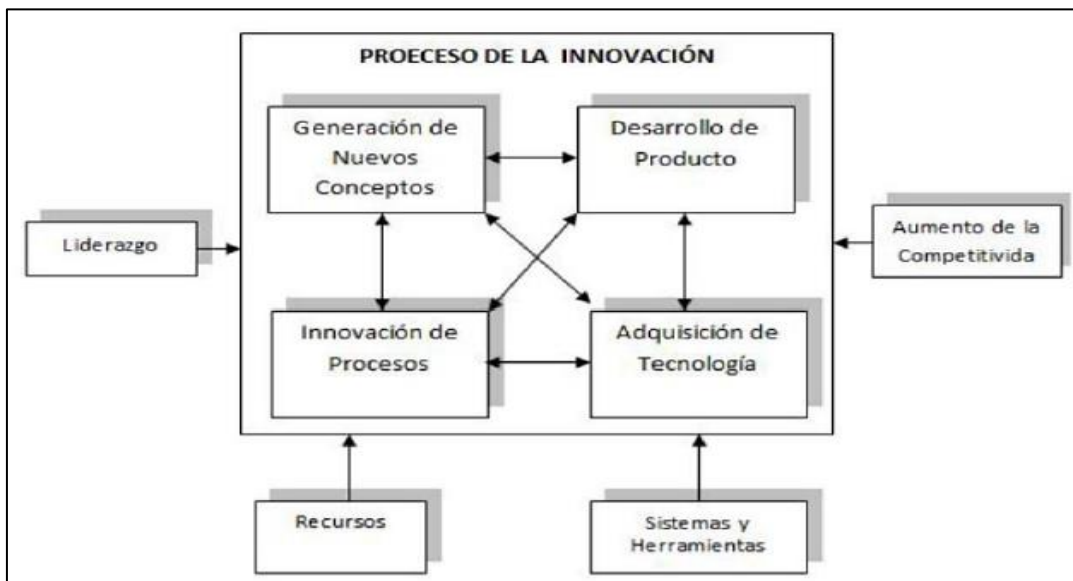 PROECESO DE LA INNOVACIÓN
Generación de
Nuevos
Conceptos
Desarrollo de
Producto
Liderazgo
Aumento de la
Competitivida
Innovación de
Procesos
Adquisición de
Tecnología
Recursos
Sistemas y
Herramientas